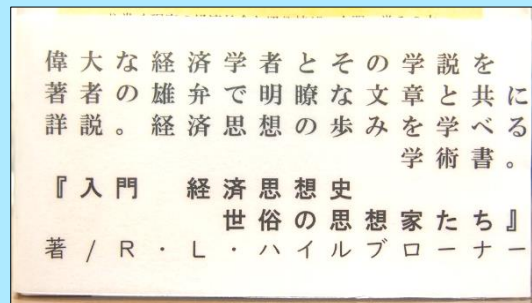 偉大な経済学者とその学説を
著者の雄弁で明瞭な文章と共に
詳説。経済思想の歩みを学べる
学術書。
『入門　経済思想史
世俗の思想家たち』
著/R・L・ハイルブローナー